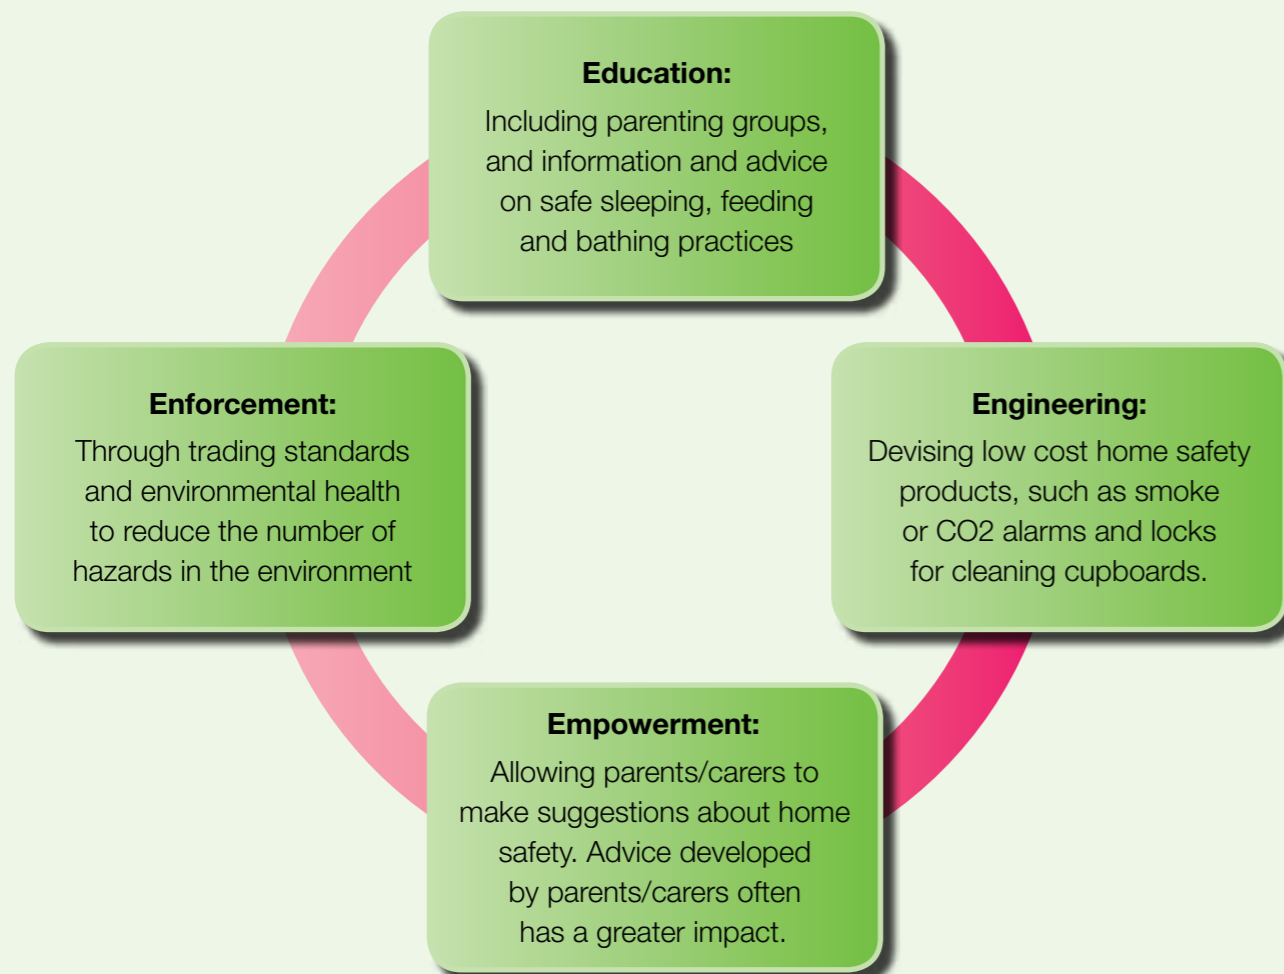 Education:
Including parenting groups,
and information and advice
on safe sleeping, feeding
and bathing practices
Enforcement:
Through trading standards
and environmental health
to reduce the number of
hazards in the environment
Engineering:
Devising low cost home safety
products, such as smoke
or CO2 alarms and locks
for cleaning cupboards.
Empowerment:
Allowing parents/carers to
make suggestions about home
safety. Advice developed
by parents/carers often
has a greater impact.